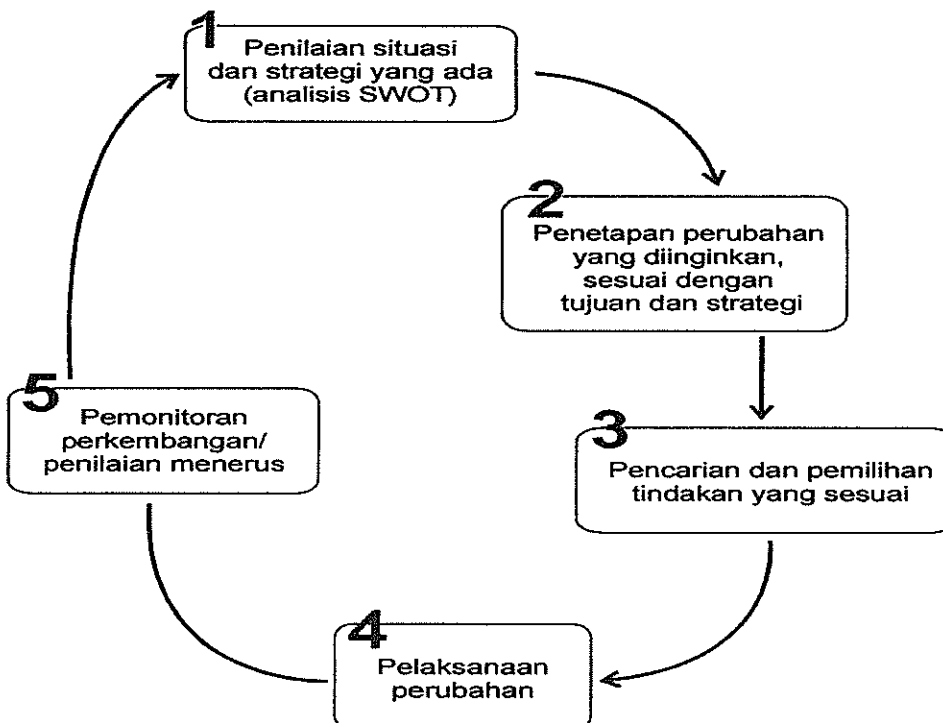 1
Penilaian situasi
dan strategi yang ada
(analisis SWOT)
2
Penetapan perubahan
yang diinginkan,
sesuai dengan
tujuan dan strategi
3
Pencarian dan pemilihan
tindakan yang sesuai
4
Pelaksanaan
perubahan
5
Pemonitoran
perkembangan/
penilaian menerus